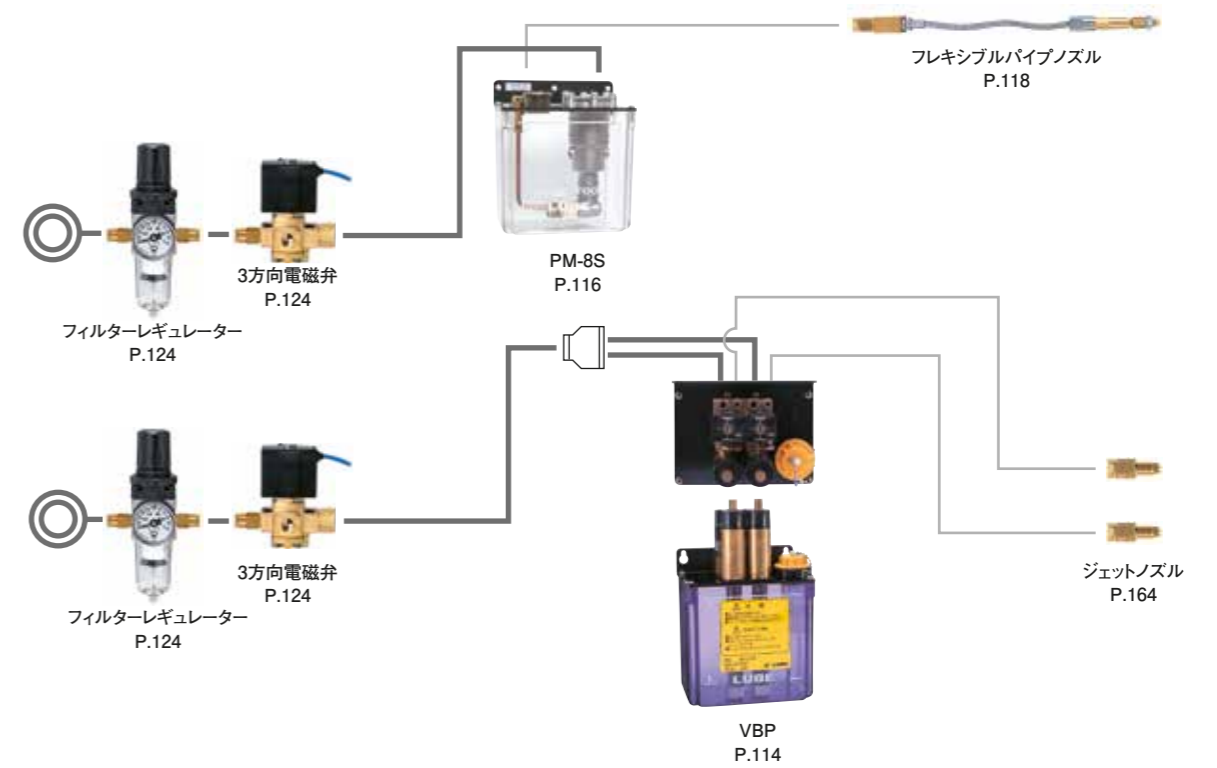 フレキシブルパイプノズル
P.118
PM-8S
P.116
3方向電磁弁
P.124
フィルターレギュレーター
P.124
3方向電磁弁
P.124
フィルターレギュレーター
P.124
ジェットノズル
P.164
LUBE
VBP
P.114